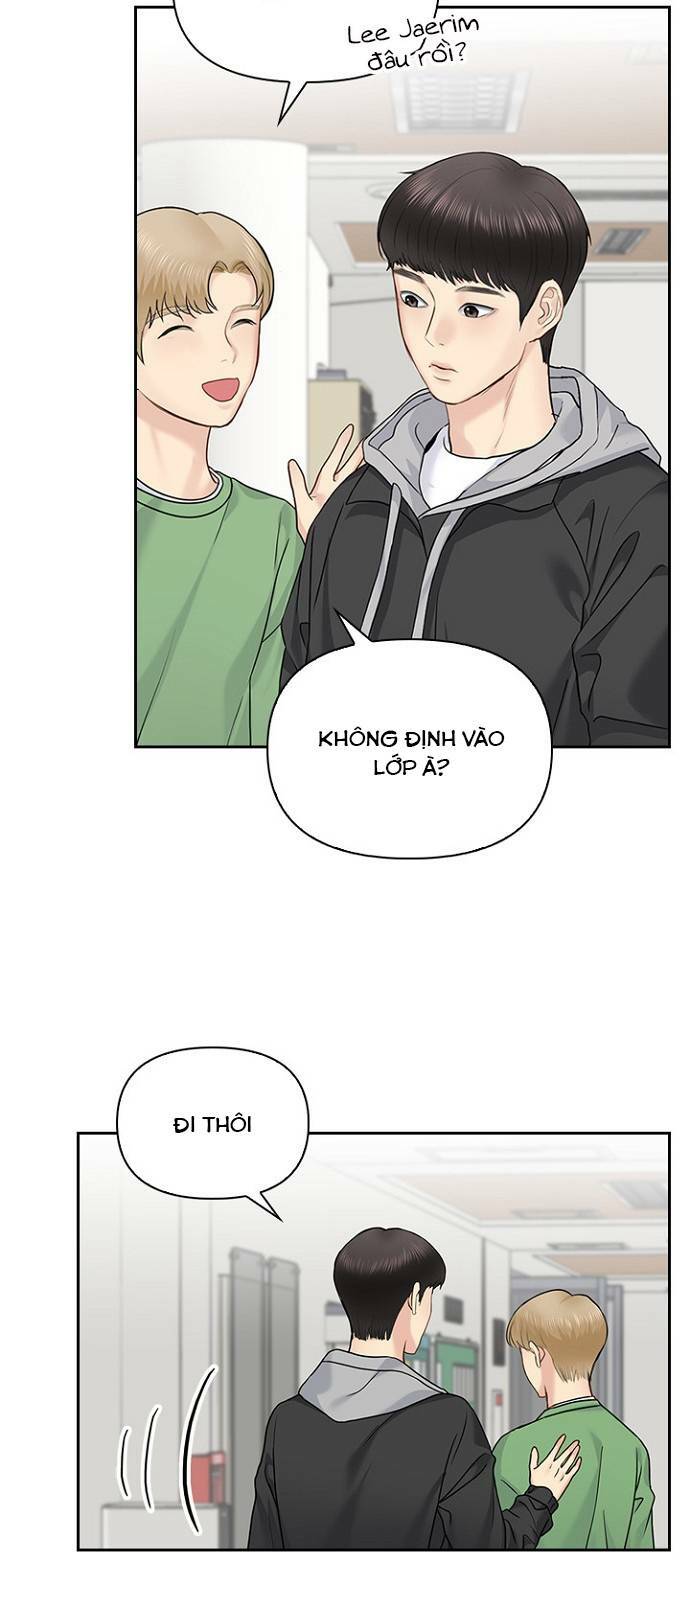 Lee Jaerim
đâu rồi?
KHÔNG ĐỊNH VÀO
LỚP À?
ĐI THÔI